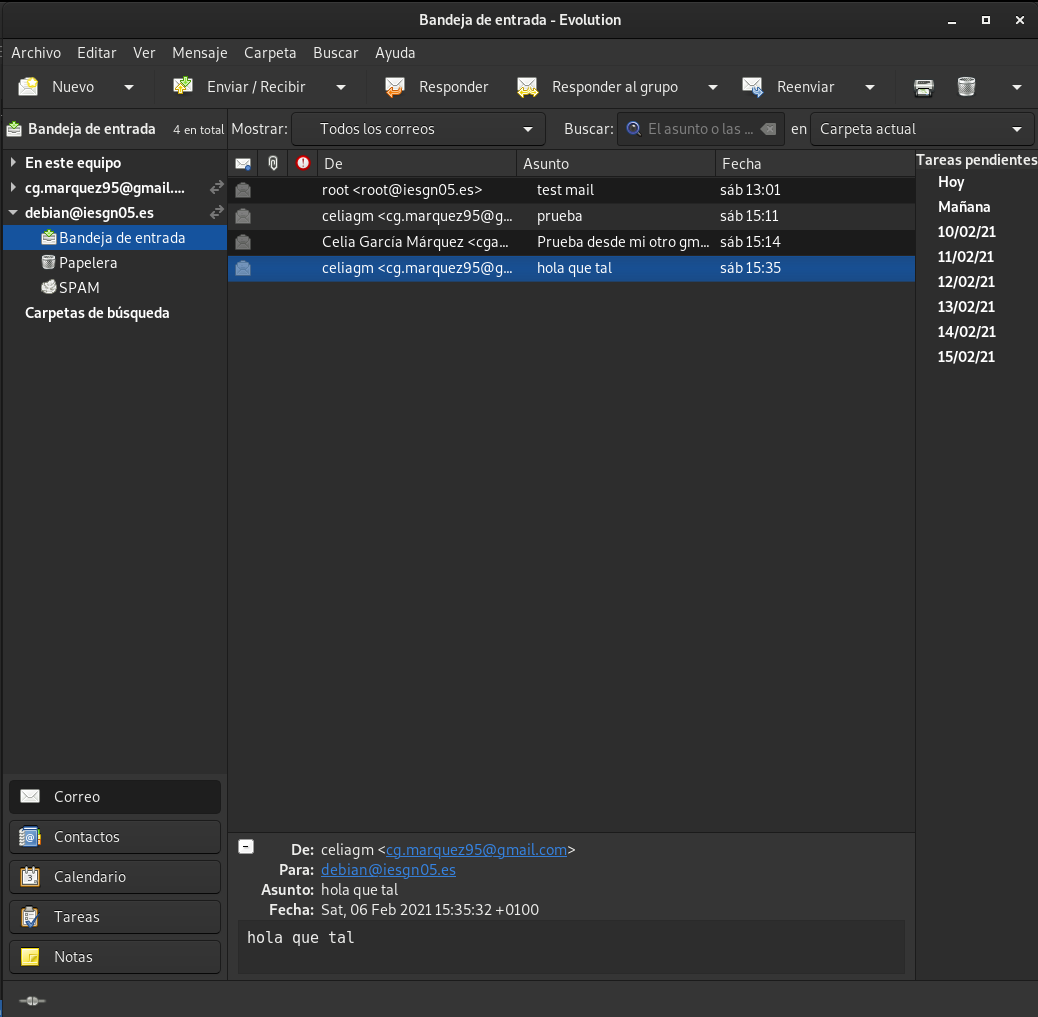 Bandeja de entrada - Evolution
Archivo Editar Ver Mensaje Carpeta Buscar Ayuda
Nuevo Enviar / Recibir Responder Responder al grupo Reenviar
Bandeja de entrada 4 en total Mostrar: Todos los correos Buscar: El asunto o las ... en Carpeta actual
En este equipo
cg.marquez95@gmail....
debian@iesgn05.es
Bandeja de entrada
Papelera
SPAM
Carpetas de búsqueda
De Asunto Fecha
root <root@iesgn05.es> test mail sáb 13:01
celiagm <cg.marquez95@g... prueba sáb 15:11
Celia García Márquez <cga... Prueba desde mi otro gm... sáb 15:14
celiagm <cg.marquez95@g... hola que tal sáb 15:35
Tareas pendientes
Hoy
Mañana
10/02/21
11/02/21
12/02/21
13/02/21
14/02/21
15/02/21
Correo
Contactos
Calendario
Tareas
Notas
De: celiagm <cg.marquez95@gmail.com>
Para: debian@iesgn05.es
Asunto: hola que tal
Fecha: Sat, 06 Feb 2021 15:35:32 +0100
hola que tal